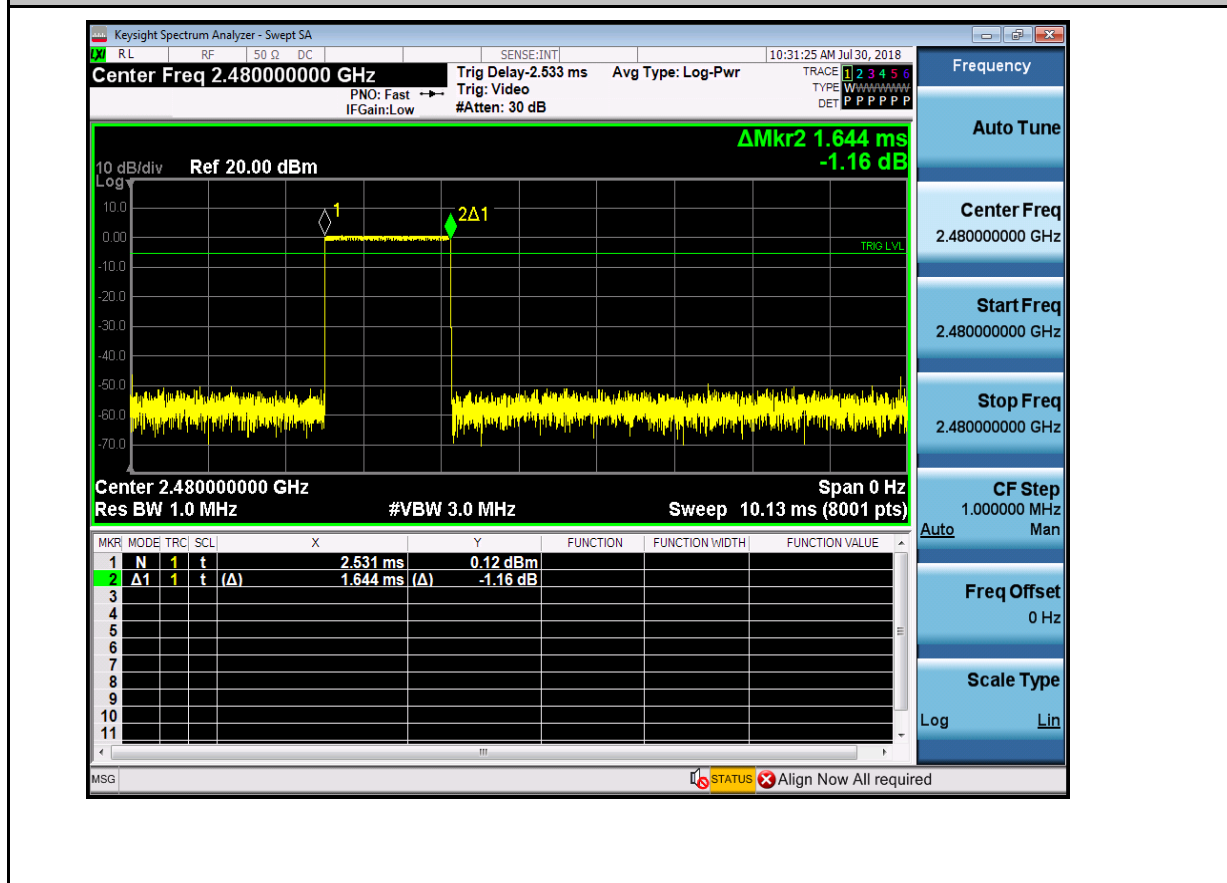 Keysight Spectrum Analyzer - Swept SA
LXI RL RF 50 Ω DC SENSE:INT 10:31:25 AM Jul 30, 2018
Center Freq 2.480000000 GHz
PNO: Fast
IFGain:Low
Trig Delay-2.533 ms
Trig: Video
#Atten: 30 dB
Avg Type: Log-Pwr
TRACE 1 2 3 4 5 6
TYPE WWWWWW
DET P P P P P P
ΔMkr2 1.644 ms
-1.16 dB
10 dB/div Ref 20.00 dBm
Log
10.0
0.00
-10.0
-20.0
-30.0
-40.0
-50.0
-60.0
-70.0
1
2Δ1
TRIG LVL
Center 2.480000000 GHz Span 0 Hz
Res BW 1.0 MHz #VBW 3.0 MHz Sweep 10.13 ms (8001 pts)
MKR MODE TRC SCL X Y FUNCTION FUNCTION WIDTH FUNCTION VALUE
1 N 1 t 2.531 ms 0.12 dBm
2 Δ1 1 t (Δ) 1.644 ms (Δ) -1.16 dB
3
4
5
6
7
8
9
10
11
MSG STATUS Align Now All required
Frequency
Auto Tune
Center Freq
2.480000000 GHz
Start Freq
2.480000000 GHz
Stop Freq
2.480000000 GHz
CF Step
1.000000 MHz
Auto Man
Freq Offset
0 Hz
Scale Type
Log Lin